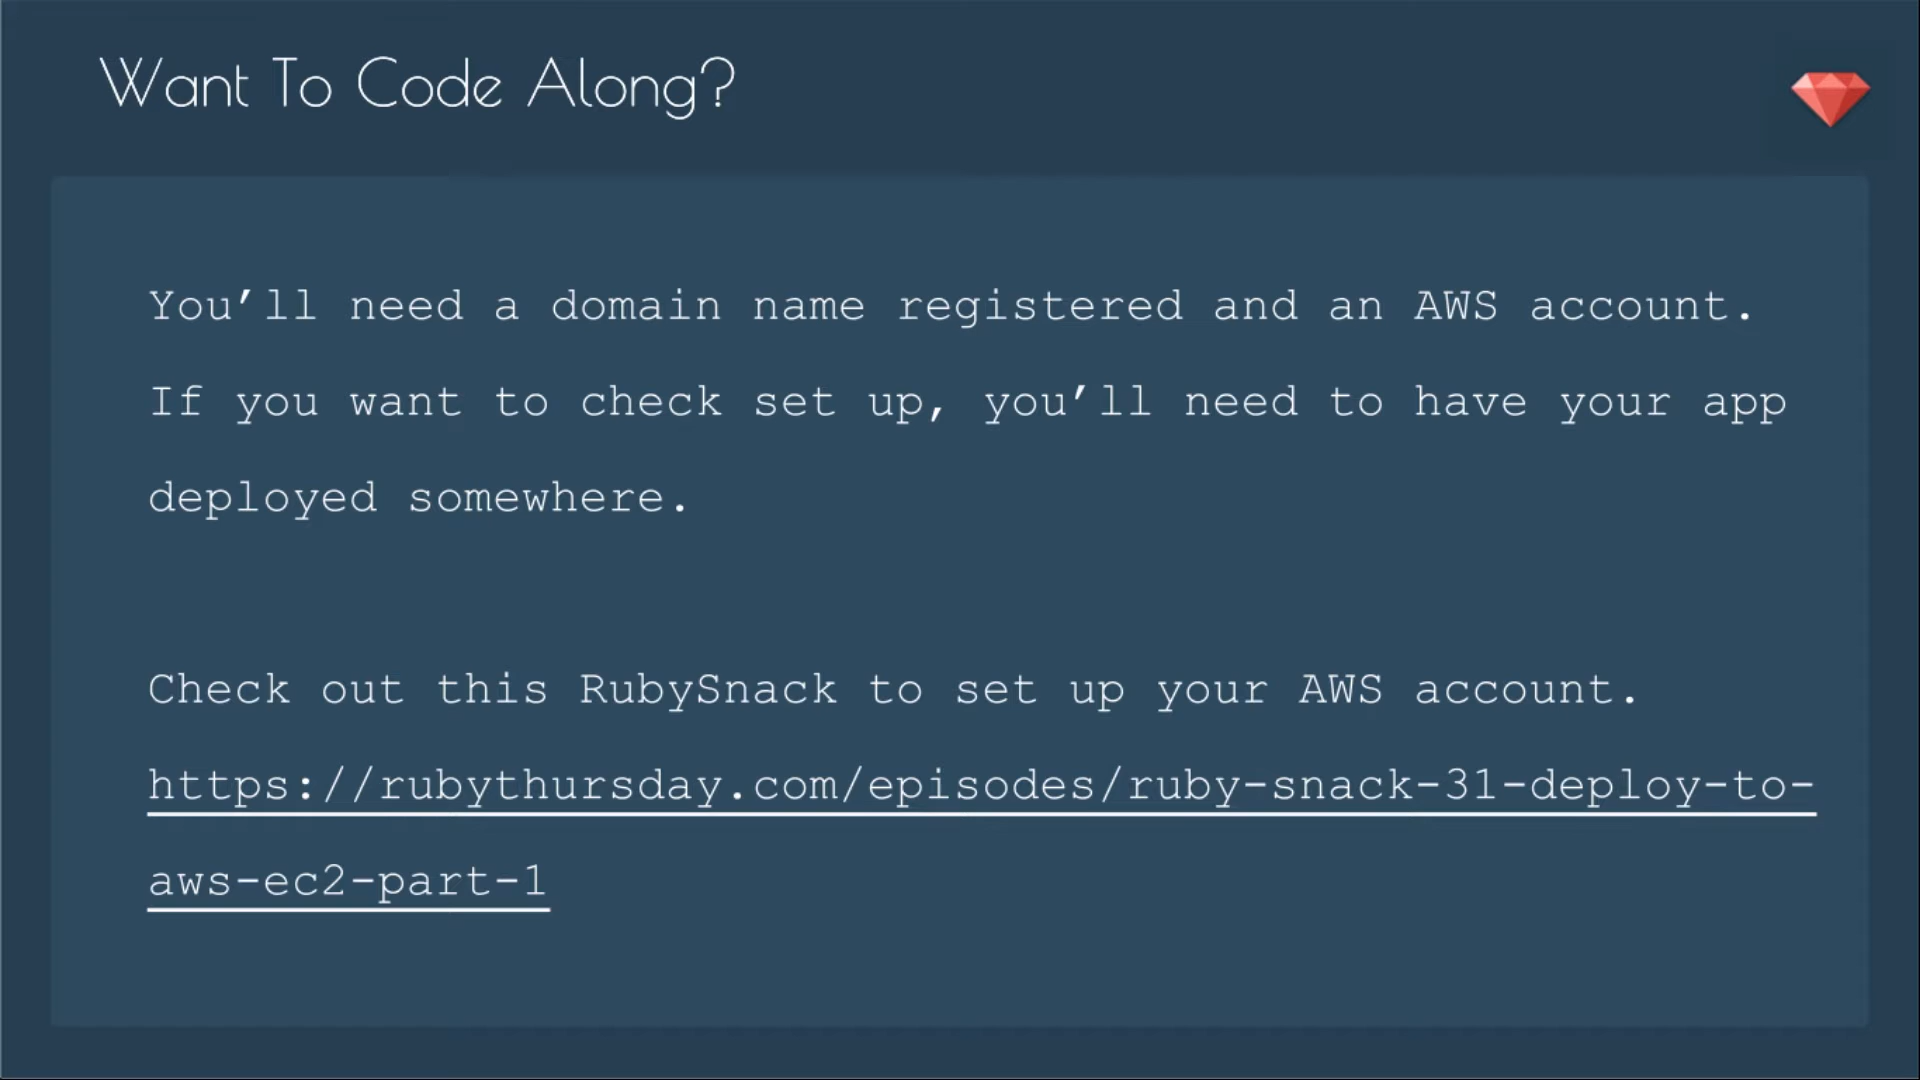 Want To Code Along?
You’ll need a domain name registered and an AWS account.
If you want to check set up, you’ll need to have your app
deployed somewhere.
Check out this RubySnack to set up your AWS account.
https://rubythursday.com/episodes/ruby-snack-31-deploy-to-
aws-ec2-part-1